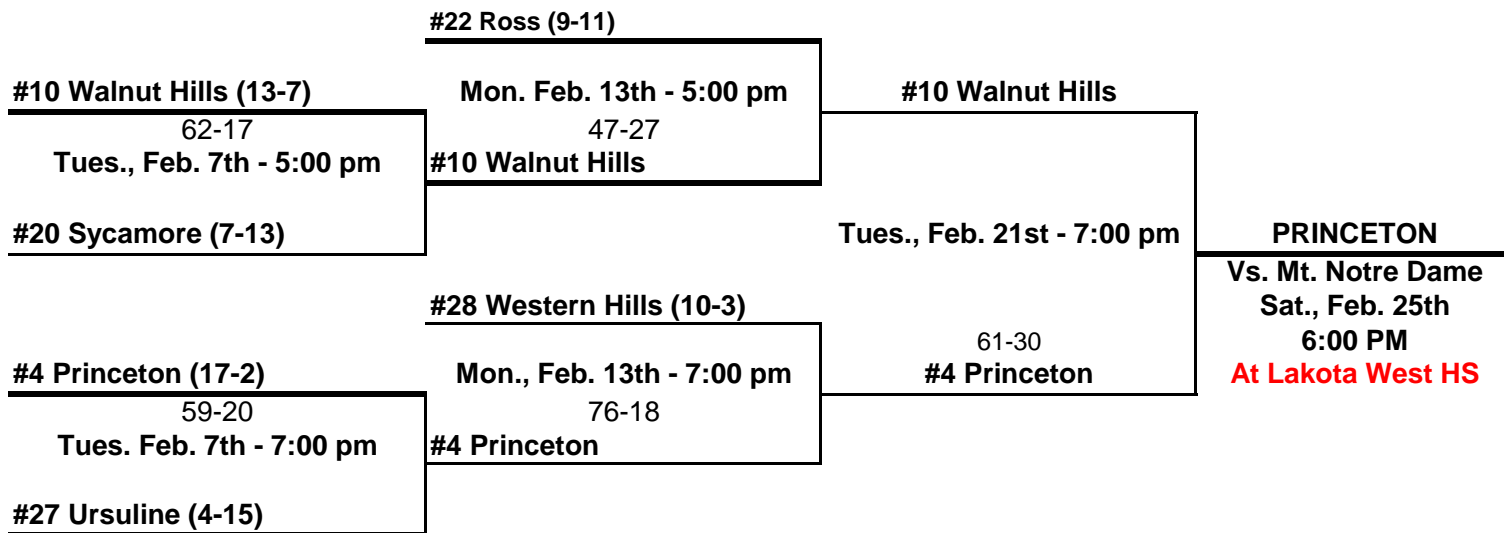 #22 Ross (9-11)
#10 Walnut Hills (13-7)
Mon. Feb. 13th - 5:00 pm
#10 Walnut Hills
62-17
47-27
Tues., Feb. 7th - 5:00 pm
#10 Walnut Hills
#20 Sycamore (7-13)
Tues., Feb. 21st - 7:00 pm
PRINCETON
Vs. Mt. Notre Dame
#28 Western Hills (10-3)
Sat., Feb. 25th
61-30
6:00 PM
#4 Princeton (17-2)
Mon., Feb. 13th - 7:00 pm
#4 Princeton
At Lakota West HS
59-20
76-18
Tues. Feb. 7th - 7:00 pm
#4 Princeton
#27 Ursuline (4-15)